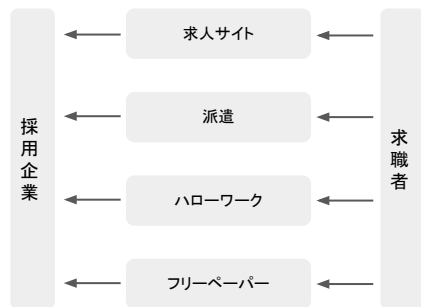 採用企業
求人サイト
派遣
ハローワーク
フリーペーパー
求職者